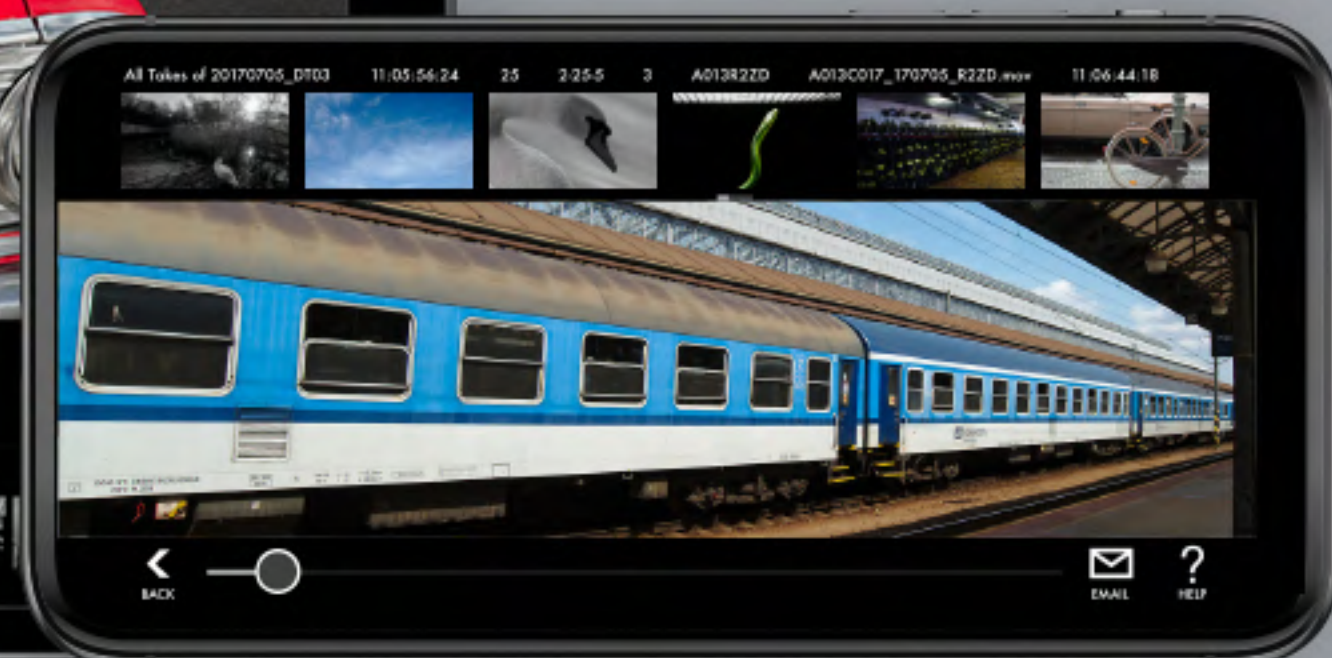 All Takes of 20170705_DT03 11:05:56:24 25 2-25-5 3 A013R2ZD A013C017_170705_R2ZD.mov 11:06:44:18
BACK
EMAIL
HELP